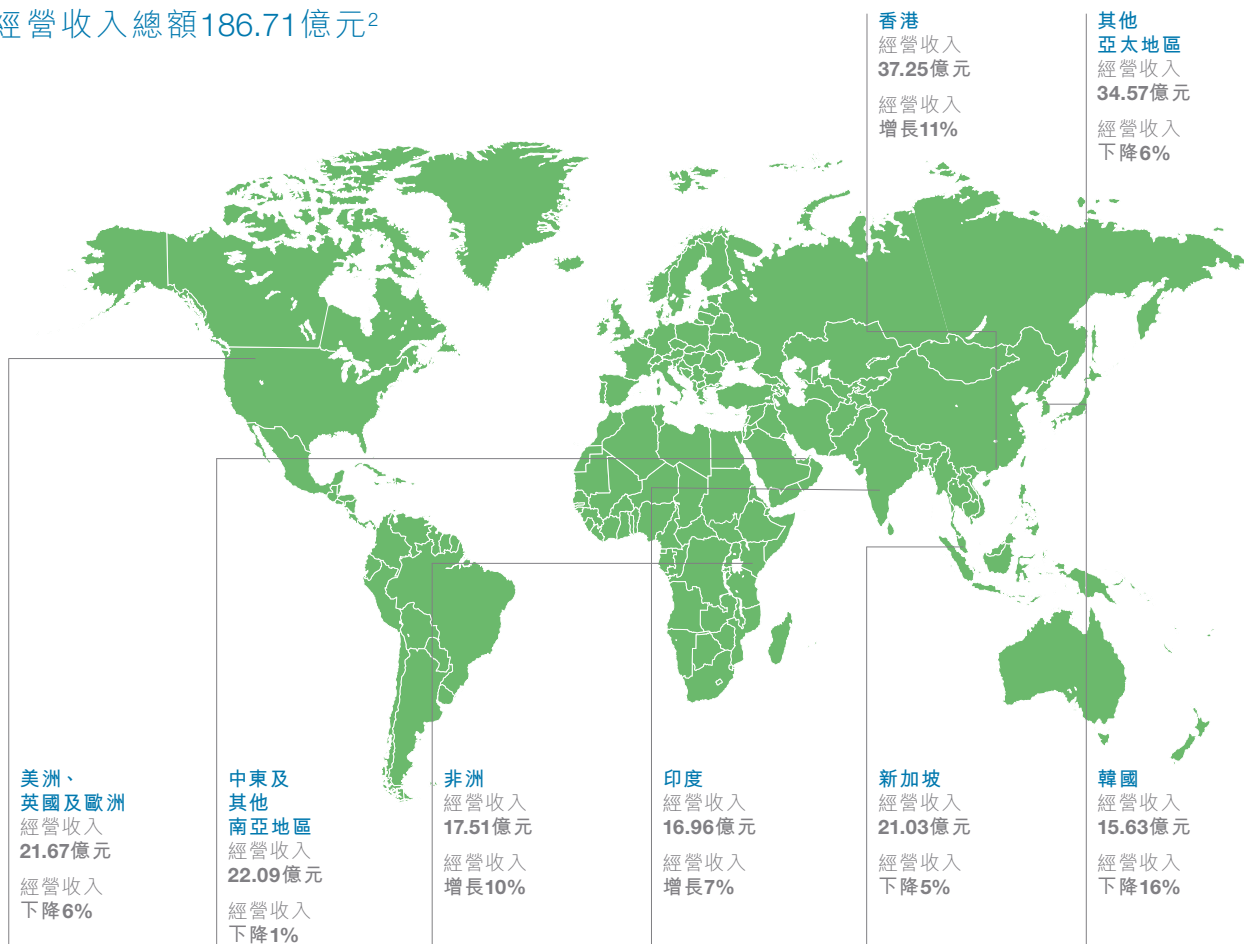 經營收入總額186.71億元²
香港
經營收入
37.25億元
經營收入
增長11%
其他
亞太地區
經營收入
34.57億元
經營收入
下降6%
美洲、
英國及歐洲
經營收入
21.67億元
經營收入
下降6%
中東及
其他
南亞地區
經營收入
22.09億元
經營收入
下降1%
非洲
經營收入
17.51億元
經營收入
增長10%
印度
經營收入
16.96億元
經營收入
增長7%
新加坡
經營收入
21.03億元
經營收入
下降5%
韓國
經營收入
15.63億元
經營收入
下降16%